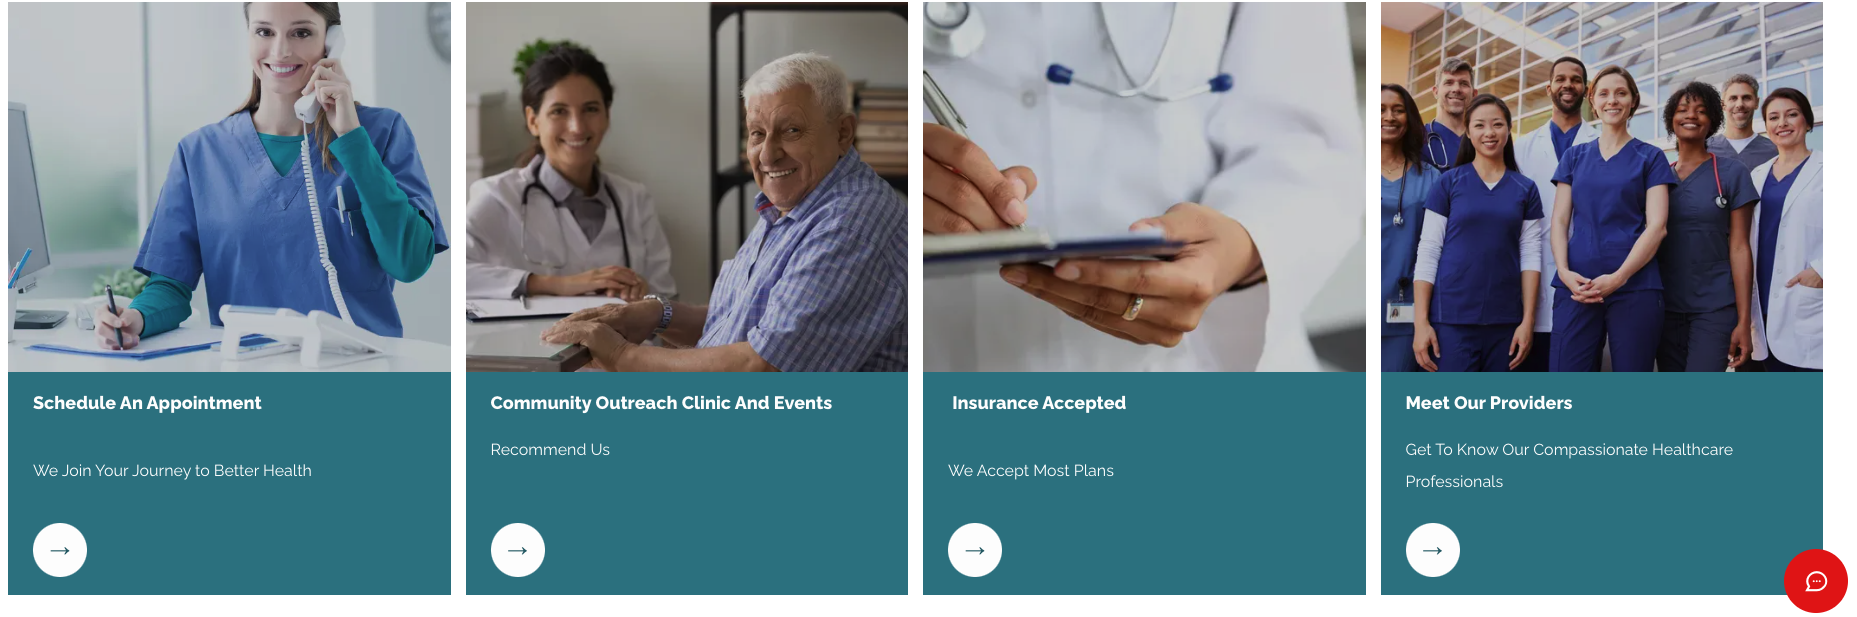 Schedule An Appointment
We Join Your Journey to Better Health
Community Outreach Clinic And Events
Recommend Us
Insurance Accepted
We Accept Most Plans
Meet Our Providers
Get To Know Our Compassionate Healthcare
Professionals